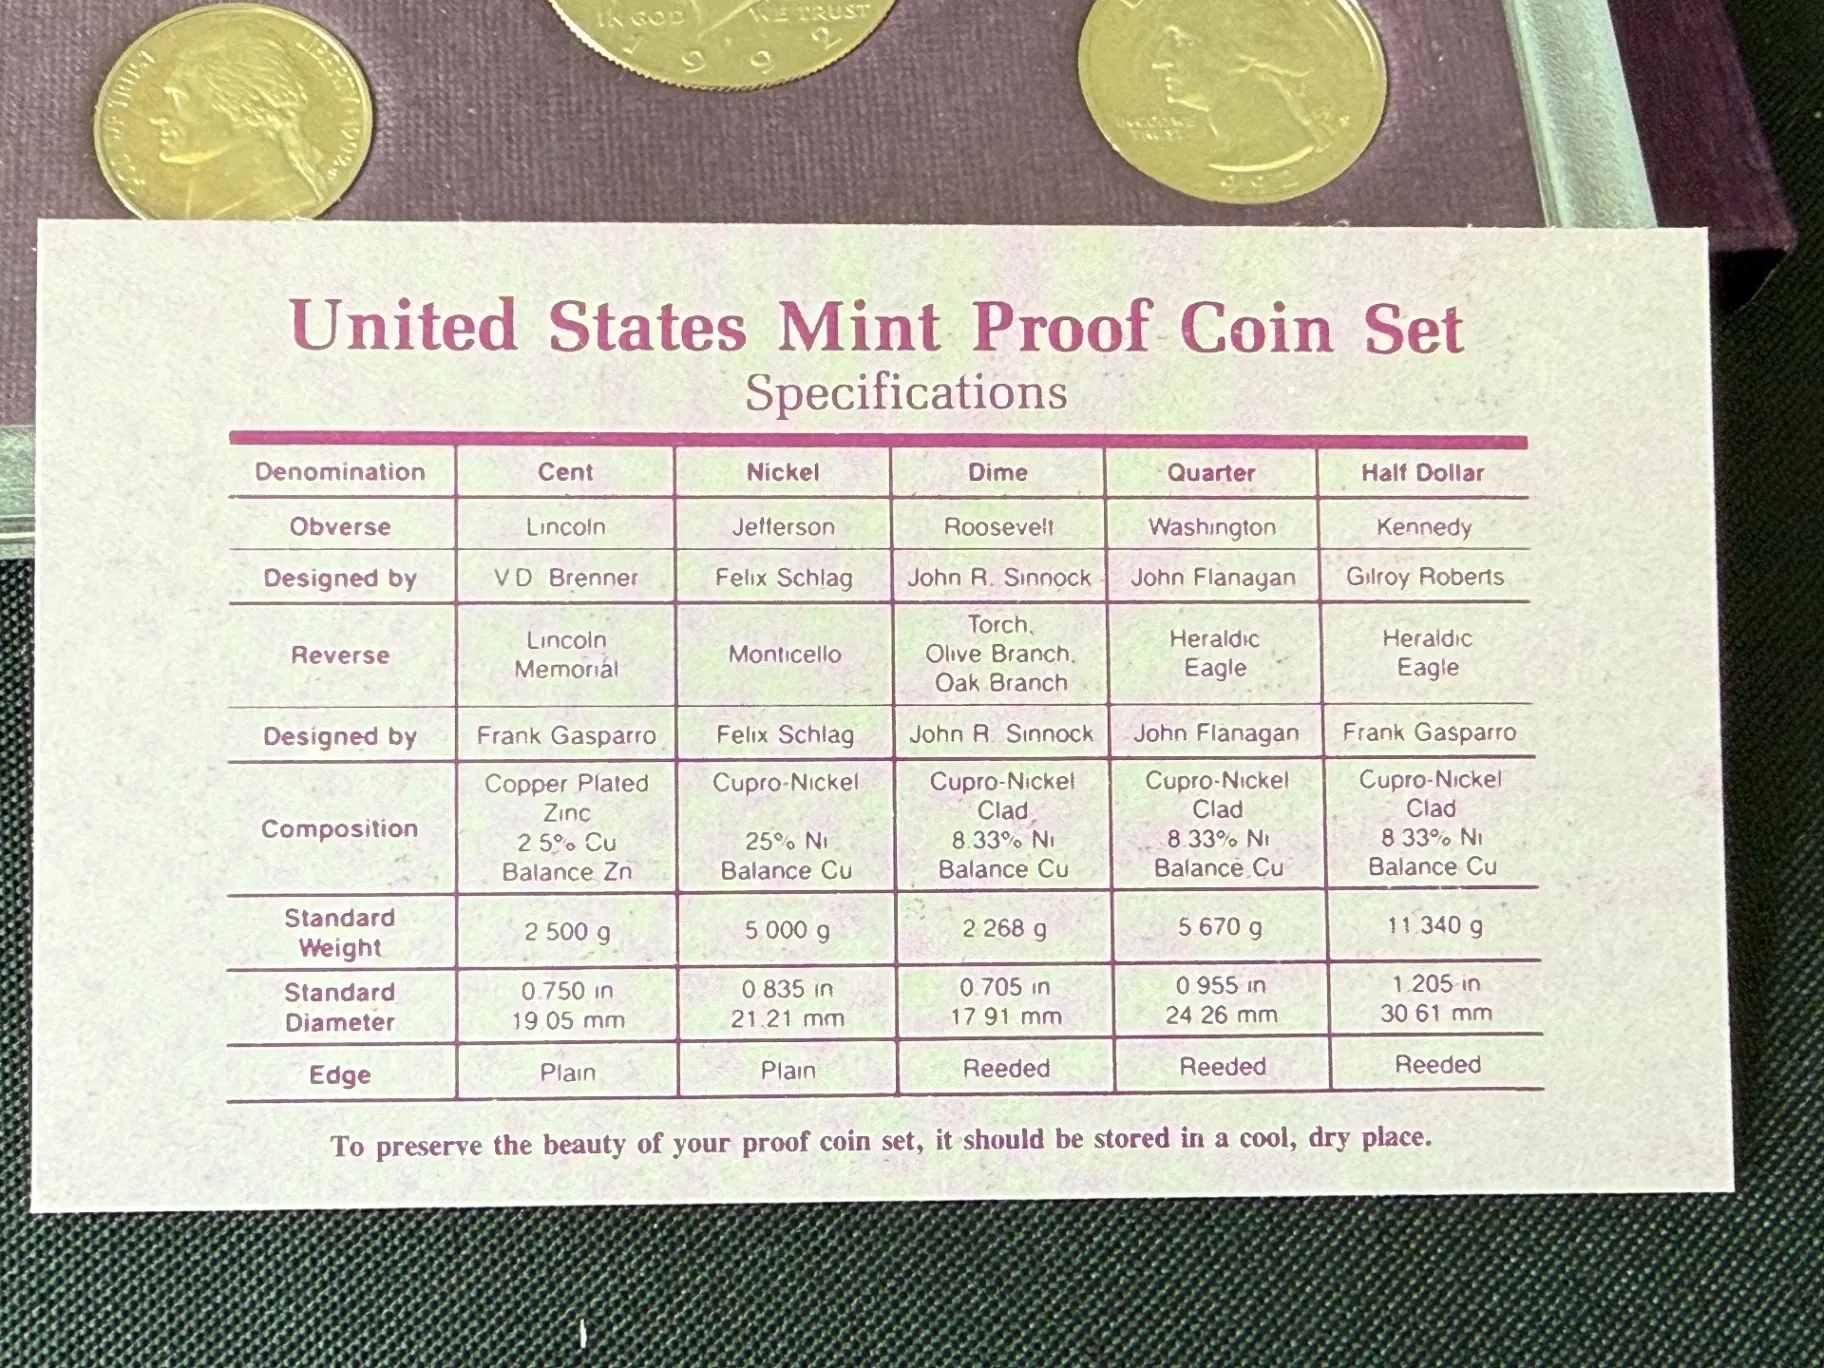 IN GOD WE TRUST
1992
LIBERTY 1992
TRUST
United States Mint Proof Coin Set
Specifications
Denomination Cent Nickel Dime Quarter Half Dollar
Obverse Lincoln Jefferson Roosevelt Washington Kennedy
Designed by V D Brenner Felix Schlag John R. Sinnock John Flanagan Gilroy Roberts
Reverse Lincoln Memorial Monticello Torch, Olive Branch, Oak Branch Heraldic Eagle Heraldic Eagle
Designed by Frank Gasparro Felix Schlag John R. Sinnock John Flanagan Frank Gasparro
Composition Copper Plated Zinc 2.5% Cu Balance Zn Cupro-Nickel 25% Ni Balance Cu Cupro-Nickel Clad 8.33% Ni Balance Cu Cupro-Nickel Clad 8.33% Ni Balance Cu Cupro-Nickel Clad 8.33% Ni Balance Cu
Standard Weight 2.500 g 5.000 g 2.268 g 5.670 g 11.340 g
Standard Diameter 0.750 in 19.05 mm 0.835 in 21.21 mm 0.705 in 17.91 mm 0.955 in 24.26 mm 1.205 in 30.61 mm
Edge Plain Plain Reeded Reeded Reeded
To preserve the beauty of your proof coin set, it should be stored in a cool, dry place.